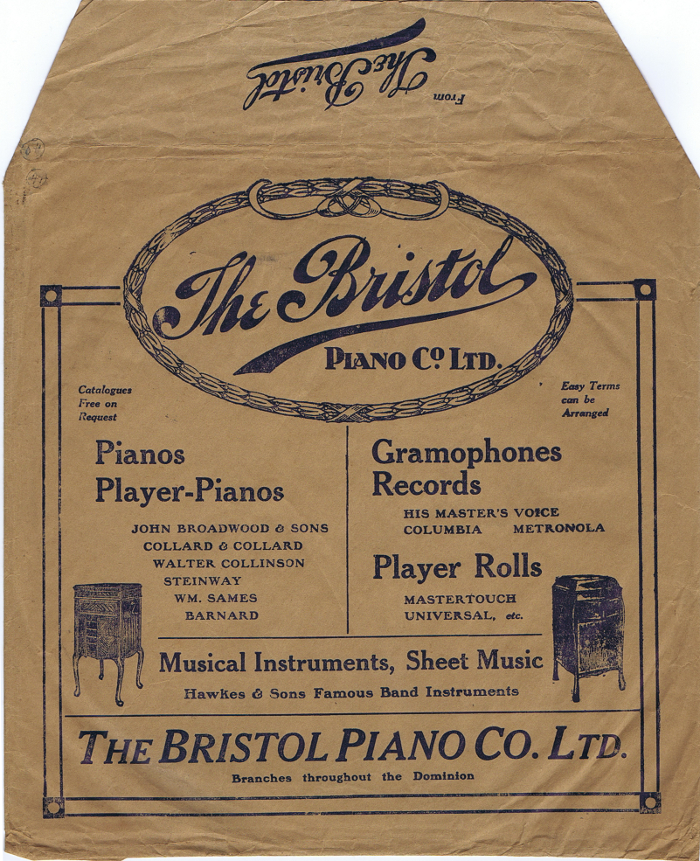 From
The Bristol
The Bristol
PIANO Co. LTD.
Catalogues
Free on
Request
Easy Terms
can be
Arranged
Pianos
Player-Pianos
JOHN BROADWOOD & SONS
COLLARD & COLLARD
WALTER COLLINSON
STEINWAY
WM. SAMES
BARNARD
Gramophones
Records
HIS MASTER'S VOICE
COLUMBIA METRONOLA
Player Rolls
MASTERTOUCH
UNIVERSAL, etc.
Musical Instruments, Sheet Music
Hawkes & Sons Famous Band Instruments
THE BRISTOL PIANO CO. LTD.
Branches throughout the Dominion